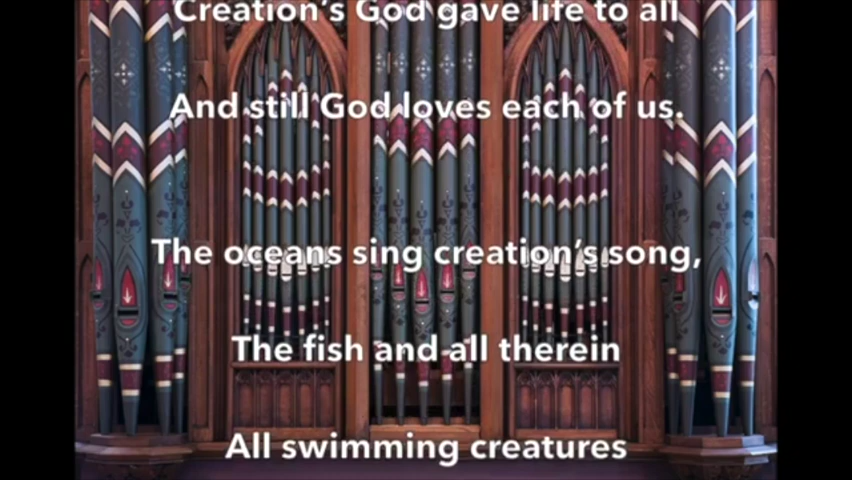 Creation's God gave life to all
And still God loves each of us.
The oceans sing creation's song,
The fish and all therein
All swimming creatures